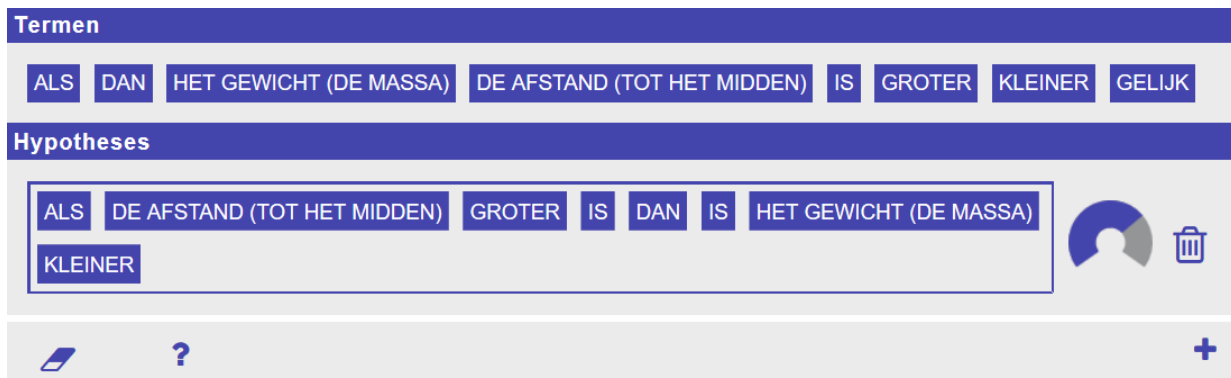 Termen
ALS DAN HET GEWICHT (DE MASSA) DE AFSTAND (TOT HET MIDDEN) IS GROTER KLEINER GELIJK
Hypotheses
ALS DE AFSTAND (TOT HET MIDDEN) GROTER IS DAN IS HET GEWICHT (DE MASSA)
KLEINER
?